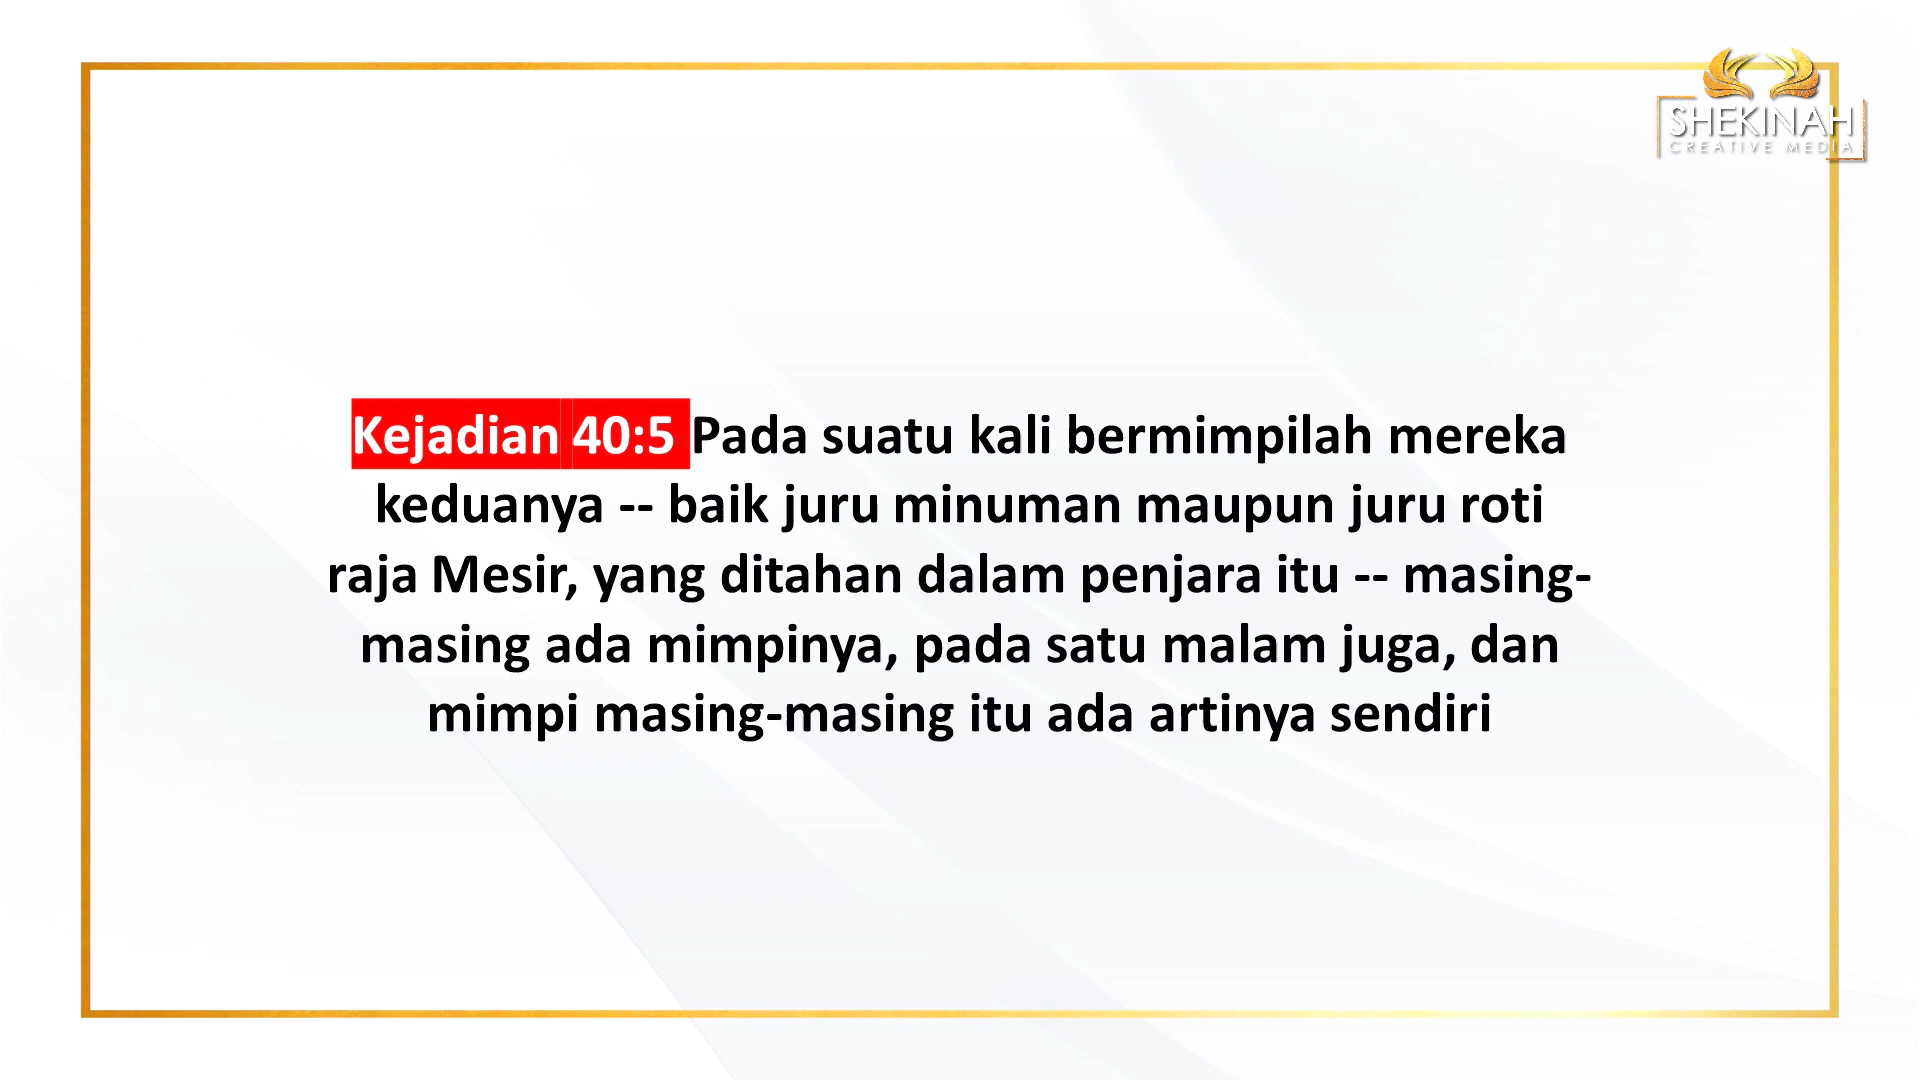 SHEKINAH
CREATIVE MEDIA
Kejadian 40:5 Pada suatu kali bermimpilah mereka
keduanya -- baik juru minuman maupun juru roti
raja Mesir, yang ditahan dalam penjara itu -- masing-
masing ada mimpinya, pada satu malam juga, dan
mimpi masing-masing itu ada artinya sendiri